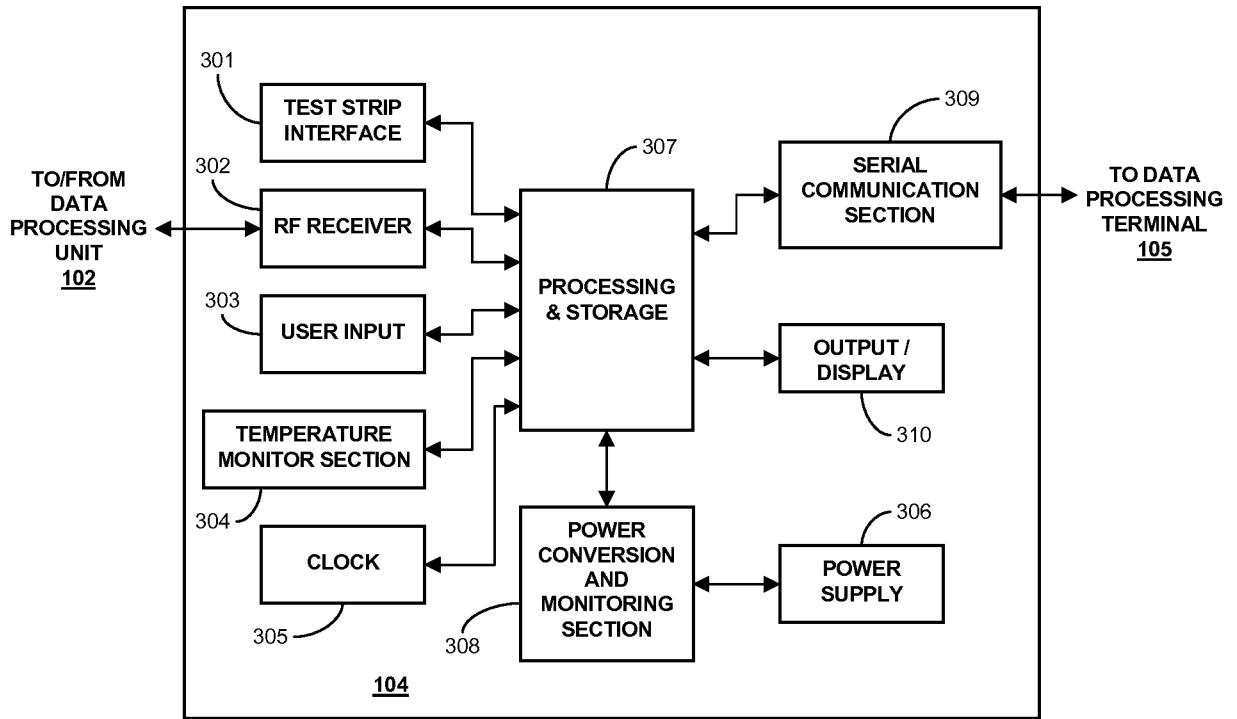 301
TEST STRIP
INTERFACE
302
TO/FROM
DATA
PROCESSING
UNIT
102
RF RECEIVER
303
USER INPUT
TEMPERATURE
MONITOR SECTION
304
CLOCK
305
307
PROCESSING
& STORAGE
309
SERIAL
COMMUNICATION
SECTION
TO DATA
PROCESSING
TERMINAL
105
OUTPUT /
DISPLAY
310
POWER
CONVERSION
AND
MONITORING
SECTION
308
306
POWER
SUPPLY
104